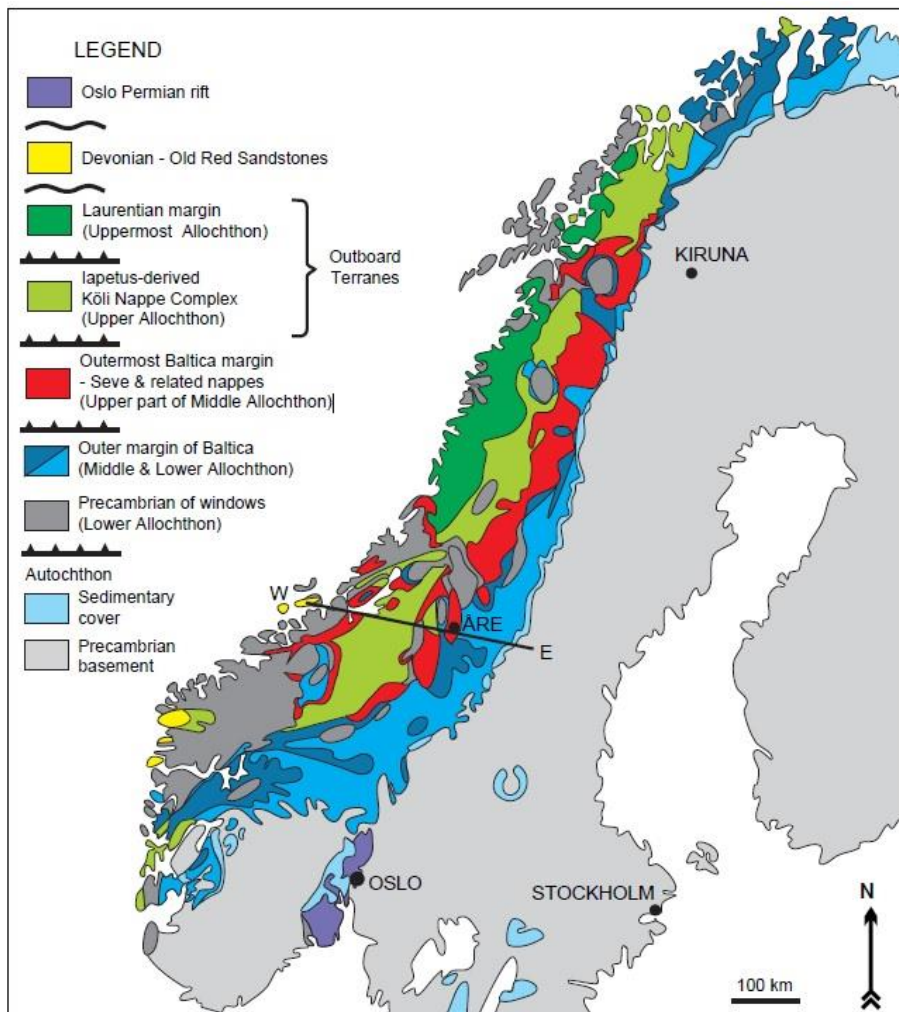 LEGEND
Oslo Permian rift
Devonian - Old Red Sandstones
Laurentian margin
(Uppermost Allochthon)
Iapetus-derived
Köli Nappe Complex
(Upper Allochthon)
Outboard
Terranes
Outermost Baltica margin
- Seve & related nappes
(Upper part of Middle Allochthon)
Outer margin of Baltica
(Middle & Lower Allochthon)
Precambrian of windows
(Lower Allochthon)
Autochthon
Sedimentary
cover
Precambrian
basement
KIRUNA
W
ÅRE
E
OSLO
STOCKHOLM
N
100 km